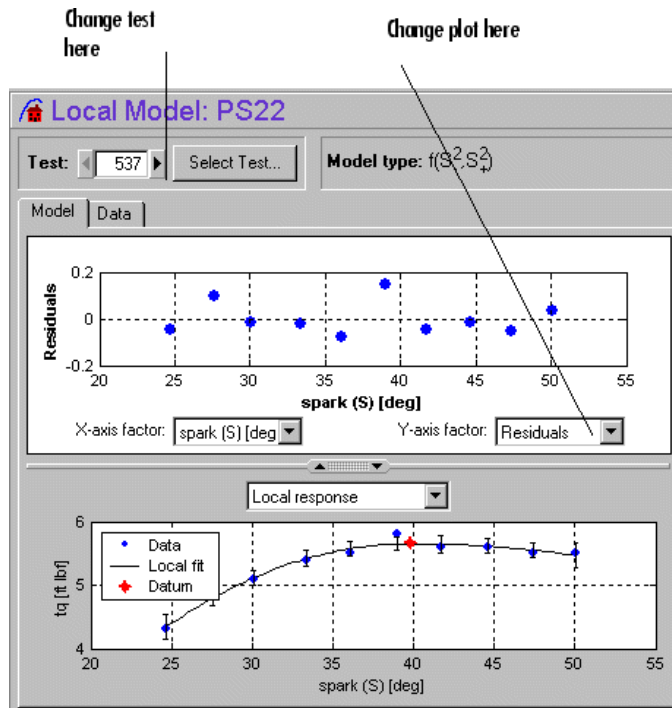 Change test
here
Change plot here
Local Model: PS22
Test: 537 Select Test...
Model type:
Model Data
Residuals
0.2
0
-0.2
20 25 30 35 40 45 50 55
spark (S) [deg]
X-axis factor: spark (S) [deg
Y-axis factor: Residuals
Local response
tq [ft lbf]
6
5
4
Data
Local fit
Datum
20 25 30 35 40 45 50 55
spark (S) [deg]